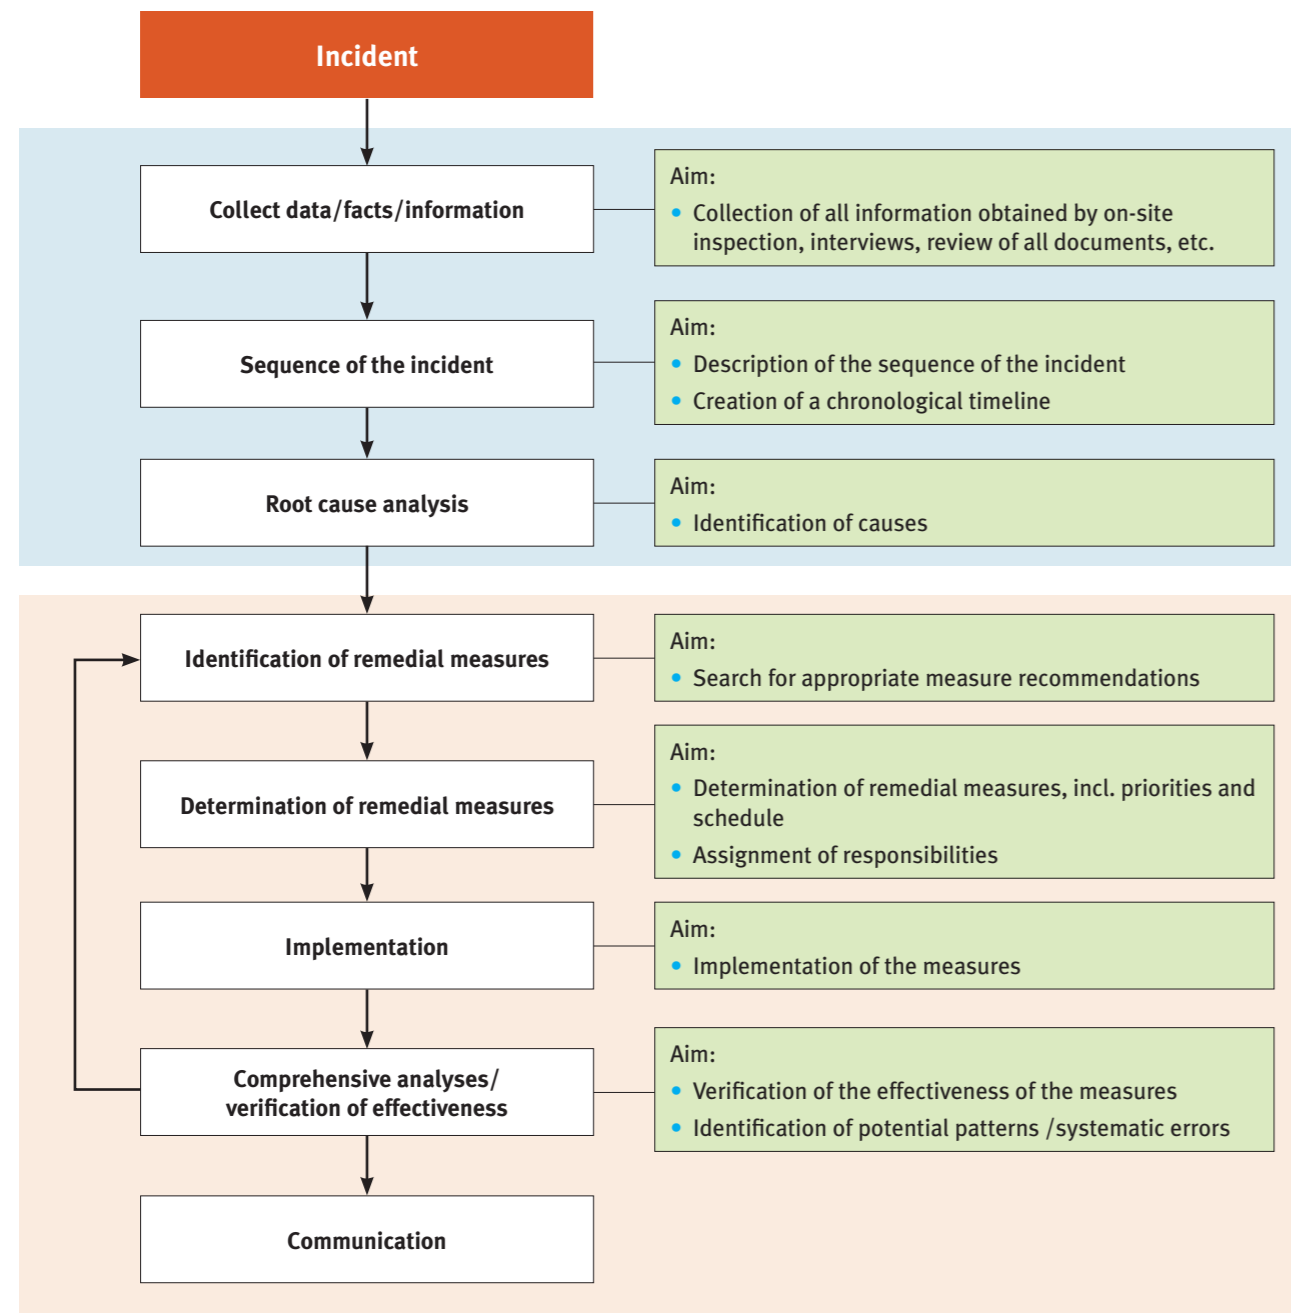 Incident
Collect data/facts/information
Aim:
• Collection of all information obtained by on-site
inspection, interviews, review of all documents, etc.
Sequence of the incident
Aim:
• Description of the sequence of the incident
• Creation of a chronological timeline
Root cause analysis
Aim:
• Identification of causes
Identification of remedial measures
Aim:
• Search for appropriate measure recommendations
Determination of remedial measures
Aim:
• Determination of remedial measures, incl. priorities and
schedule
• Assignment of responsibilities
Implementation
Aim:
• Implementation of the measures
Comprehensive analyses/
verification of effectiveness
Aim:
• Verification of the effectiveness of the measures
• Identification of potential patterns /systematic errors
Communication